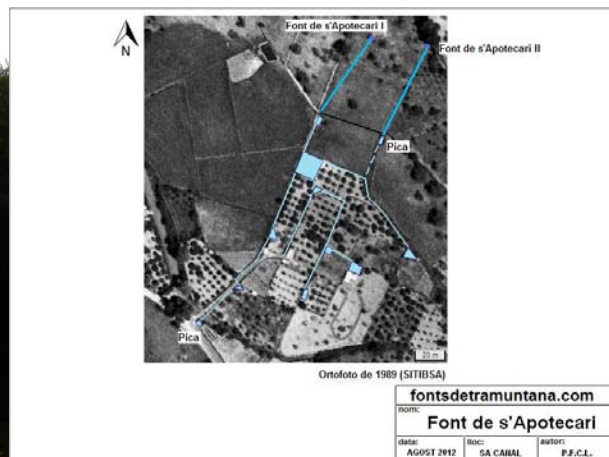 Font de s'Apotecari I
Font de s'Apotecari II
N
Pica
Pica
20 m
Ortofoto de 1989 (SITIBSA)
fontsdetramuntana.com
nom:
Font de s'Apotecari
data: lloc: autor:
AGOST 2012 SA CANAL P.F.C.L.